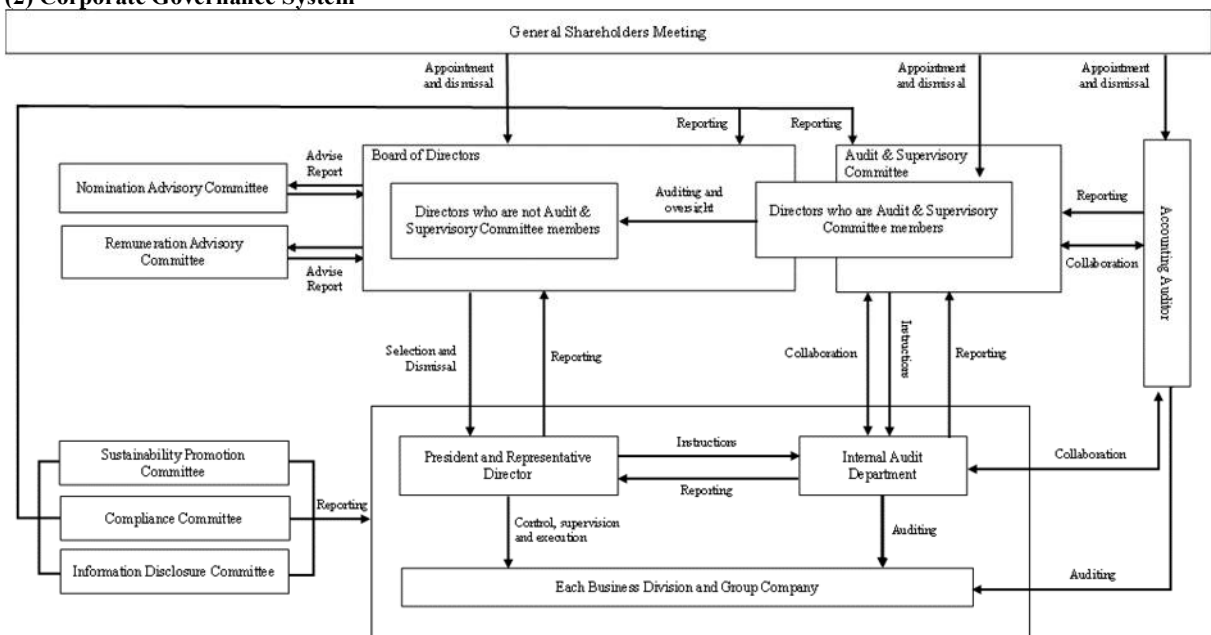 (2) Corporate Governance System
General Shareholders Meeting
Appointment
and dismissal
Appointment
and dismissal
Appointment
and dismissal
Reporting
Reporting
Board of Directors
Audit & Supervisory
Committee
Advise
Report
Nomination Advisory Committee
Directors who are not Audit &
Supervisory Committee members
Auditing and
oversight
Directors who are Audit & Supervisory
Committee members
Reporting
Accounting Auditor
Remuneration Advisory
Committee
Advise
Report
Collaboration
Selection and
Dismissal
Reporting
Collaboration
Instructions
Reporting
Sustainability Promotion
Committee
President and Representative
Director
Instructions
Reporting
Internal Audit
Department
Collaboration
Compliance Committee
Reporting
Control, supervision
and execution
Auditing
Information Disclosure Committee
Each Business Division and Group Company
Auditing